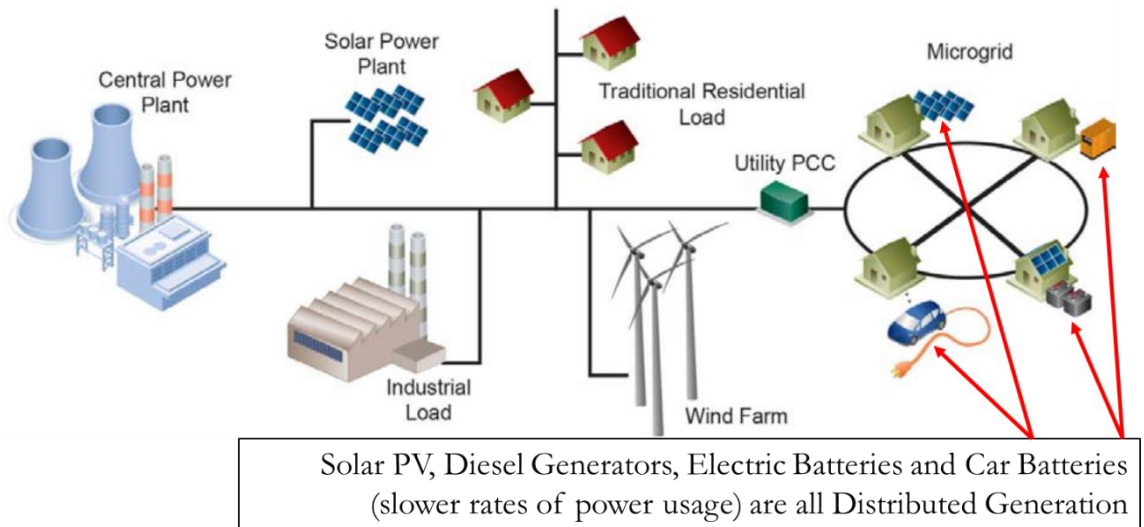 Central Power
Plant
Solar Power
Plant
Traditional Residential
Load
Microgrid
Utility PCC
Industrial
Load
Wind Farm
Solar PV, Diesel Generators, Electric Batteries and Car Batteries
(slower rates of power usage) are all Distributed Generation